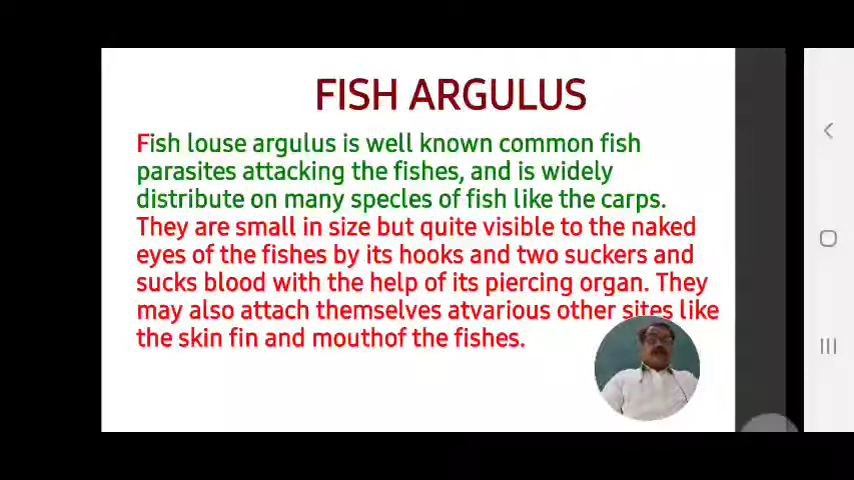 FISH ARGULUS
Fish louse argulus is well known common fish
parasites attacking the fishes, and is widely
distribute on many specles of fish like the carps.
They are small in size but quite visible to the naked
eyes of the fishes by its hooks and two suckers and
sucks blood with the help of its piercing organ. They
may also attach themselves atvarious other sites like
the skin fin and mouthof the fishes.